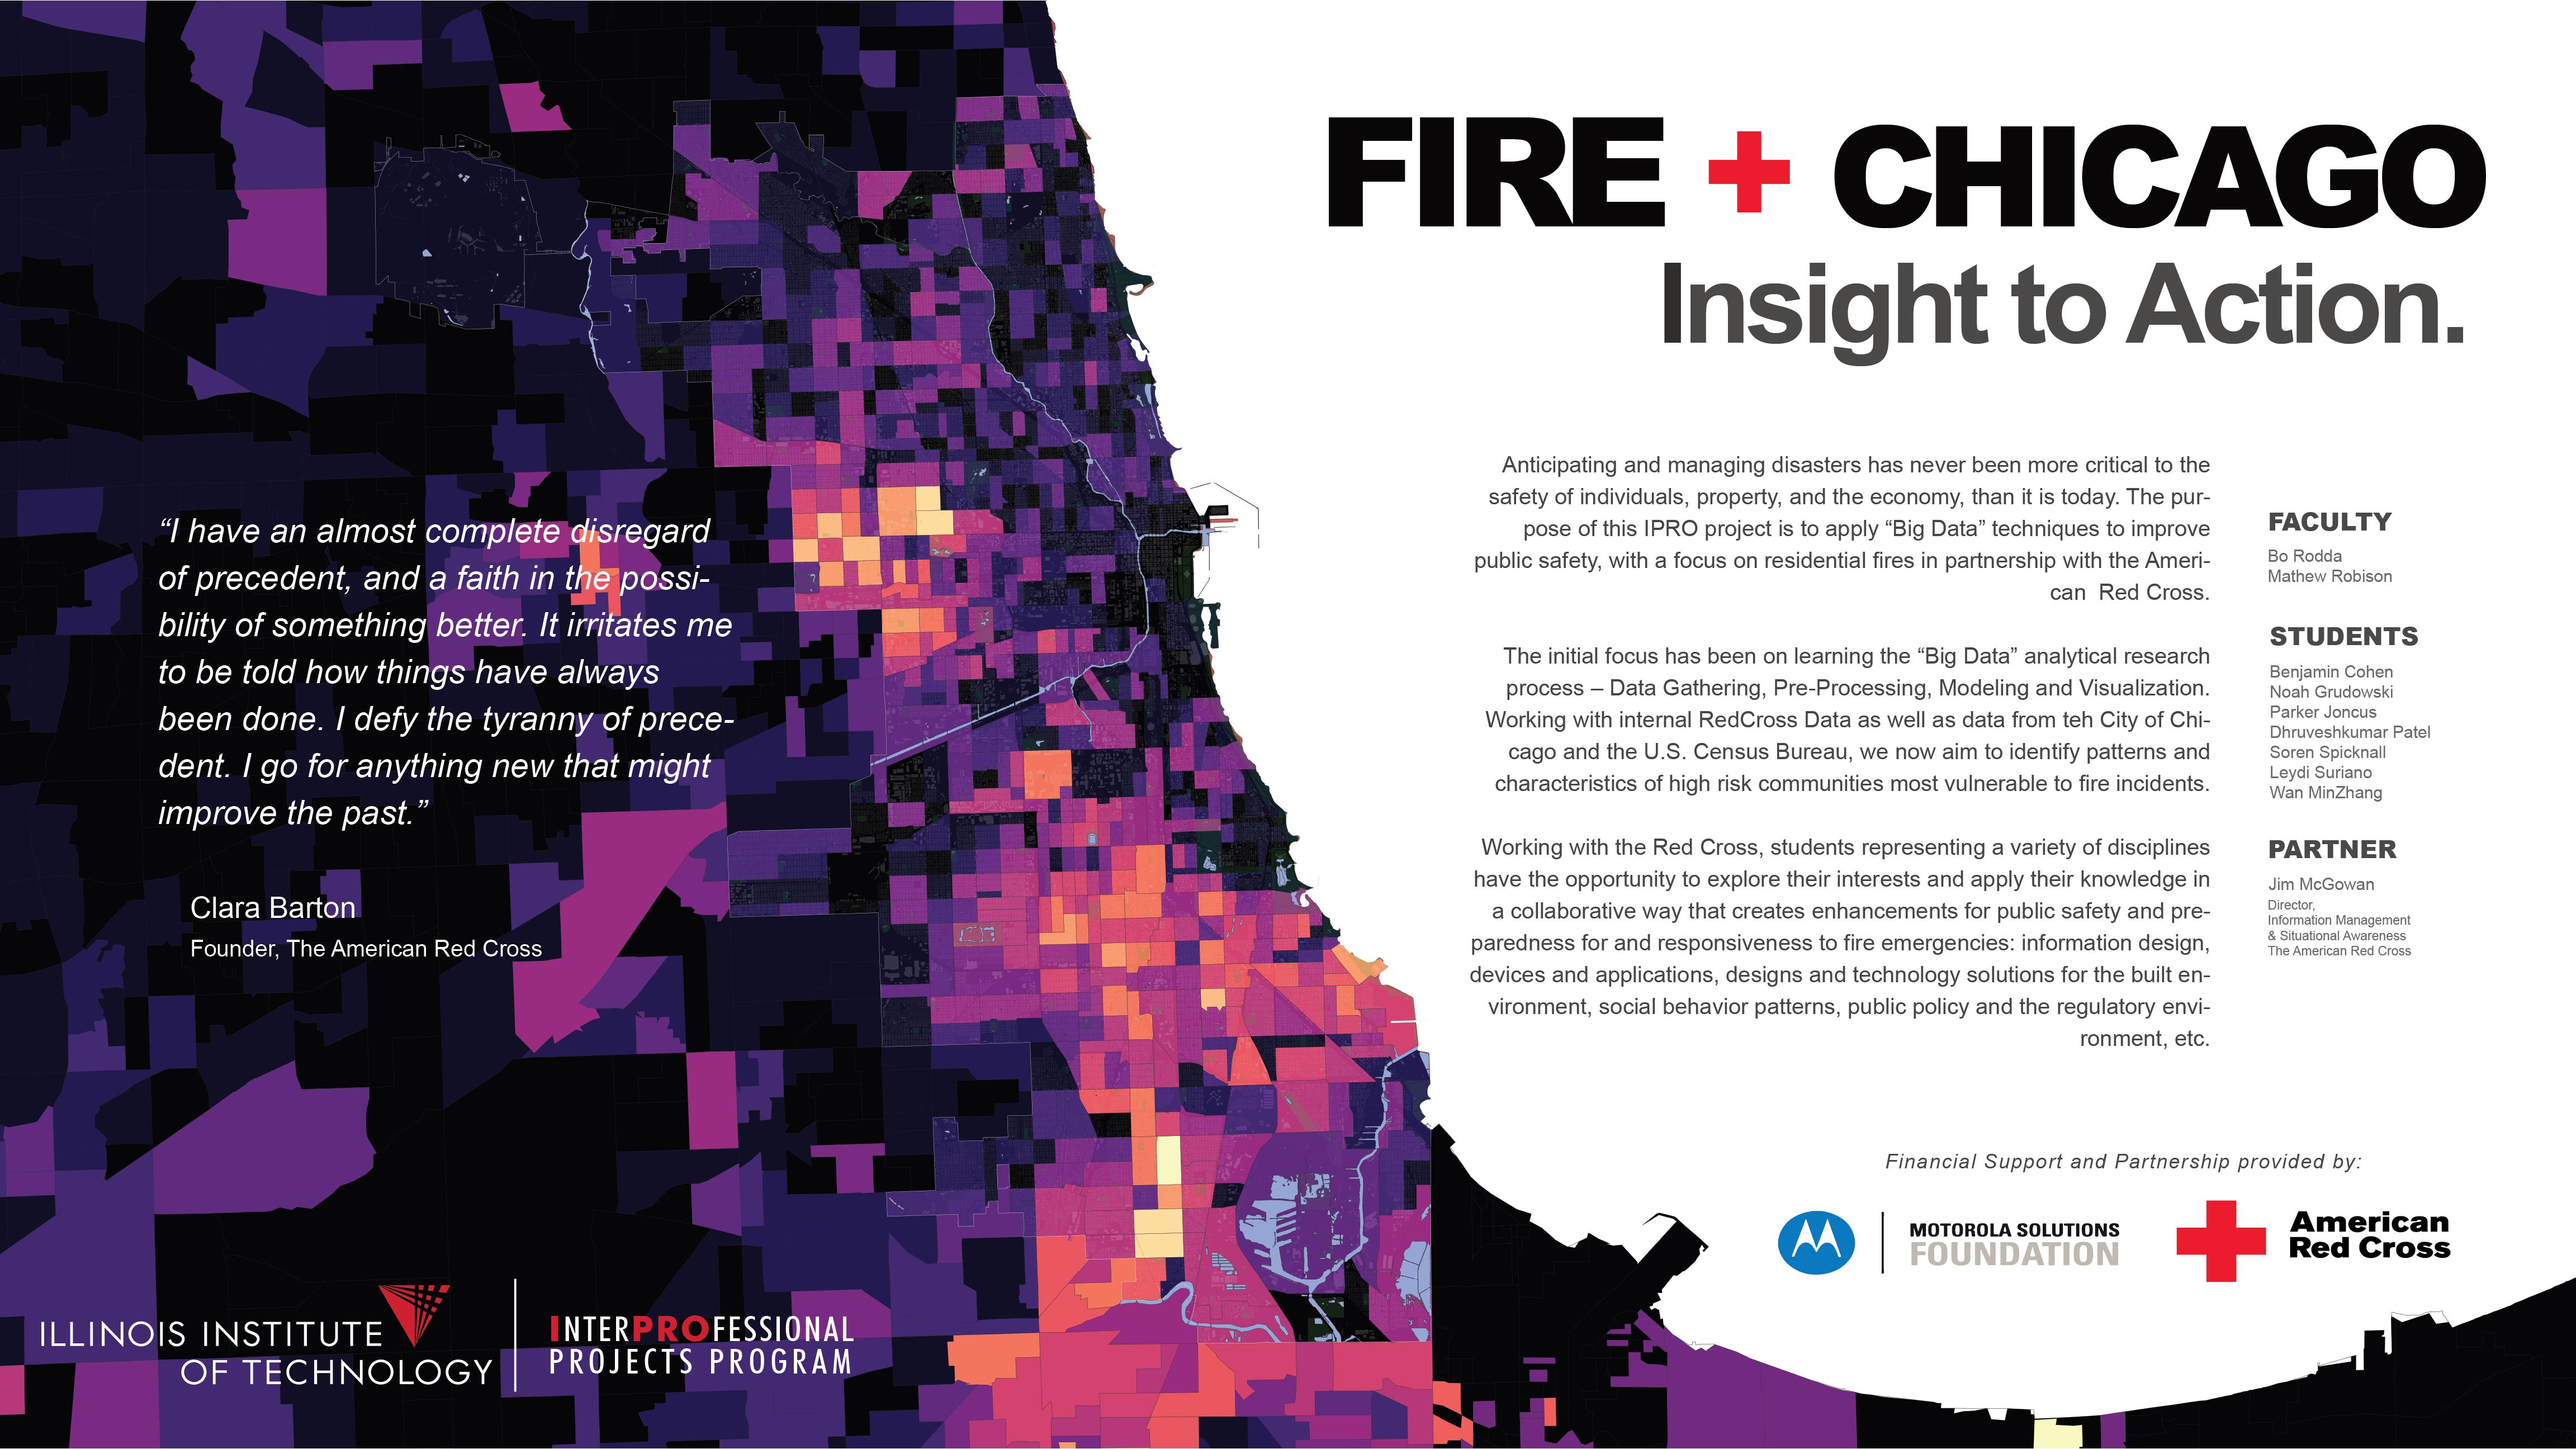 FIRE + CHICAGO
Insight to Action.
“I have an almost complete disregard
of precedent, and a faith in the possi-
bility of something better. It irritates me
to be told how things have always
been done. I defy the tyranny of prece-
dent. I go for anything new that might
improve the past.”
Clara Barton
Founder, The American Red Cross
Anticipating and managing disasters has never been more critical to the
safety of individuals, property, and the economy, than it is today. The pur-
pose of this IPRO project is to apply “Big Data” techniques to improve
public safety, with a focus on residential fires in partnership with the Ameri-
can  Red Cross.
The initial focus has been on learning the “Big Data” analytical research
process – Data Gathering, Pre-Processing, Modeling and Visualization.
Working with internal RedCross Data as well as data from teh City of Chi-
cago and the U.S. Census Bureau, we now aim to identify patterns and
characteristics of high risk communities most vulnerable to fire incidents.
Working with the Red Cross, students representing a variety of disciplines
have the opportunity to explore their interests and apply their knowledge in
a collaborative way that creates enhancements for public safety and pre-
paredness for and responsiveness to fire emergencies: information design,
devices and applications, designs and technology solutions for the built en-
vironment, social behavior patterns, public policy and the regulatory envi-
ronment, etc.
FACULTY
Bo Rodda
Mathew Robison
STUDENTS
Benjamin Cohen
Noah Grudowski
Parker Joncus
Dhruveshkumar Patel
Soren Spicknall
Leydi Suriano
Wan MinZhang
PARTNER
Jim McGowan
Director,
Information Management
& Situational Awareness
The American Red Cross
Financial Support and Partnership provided by:
MOTOROLA SOLUTIONS
FOUNDATION
American
Red Cross
ILLINOIS INSTITUTE
OF TECHNOLOGY
INTERPROFESSIONAL
PROJECTS PROGRAM